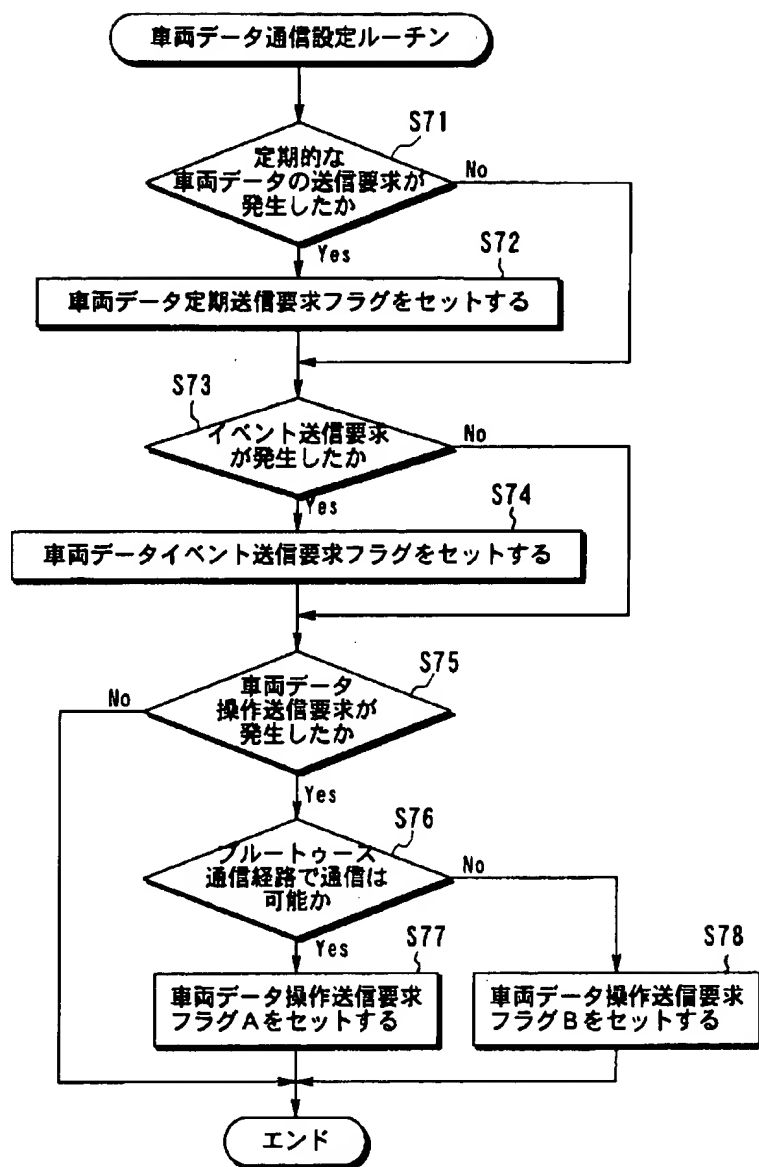 車両データ通信設定ルーチン
S71
定期的な
車両データの送信要求が
発生したか
No
Yes
S72
車両データ定期送信要求フラグをセットする
S73
イベント送信要求
が発生したか
No
Yes
S74
車両データイベント送信要求フラグをセットする
S75
車両データ
操作送信要求が
発生したか
No
Yes
S76
ブルートゥース
通信経路で通信は
可能か
No
Yes
S77
車両データ操作送信要求
フラグAをセットする
S78
車両データ操作送信要求
フラグBをセットする
エンド